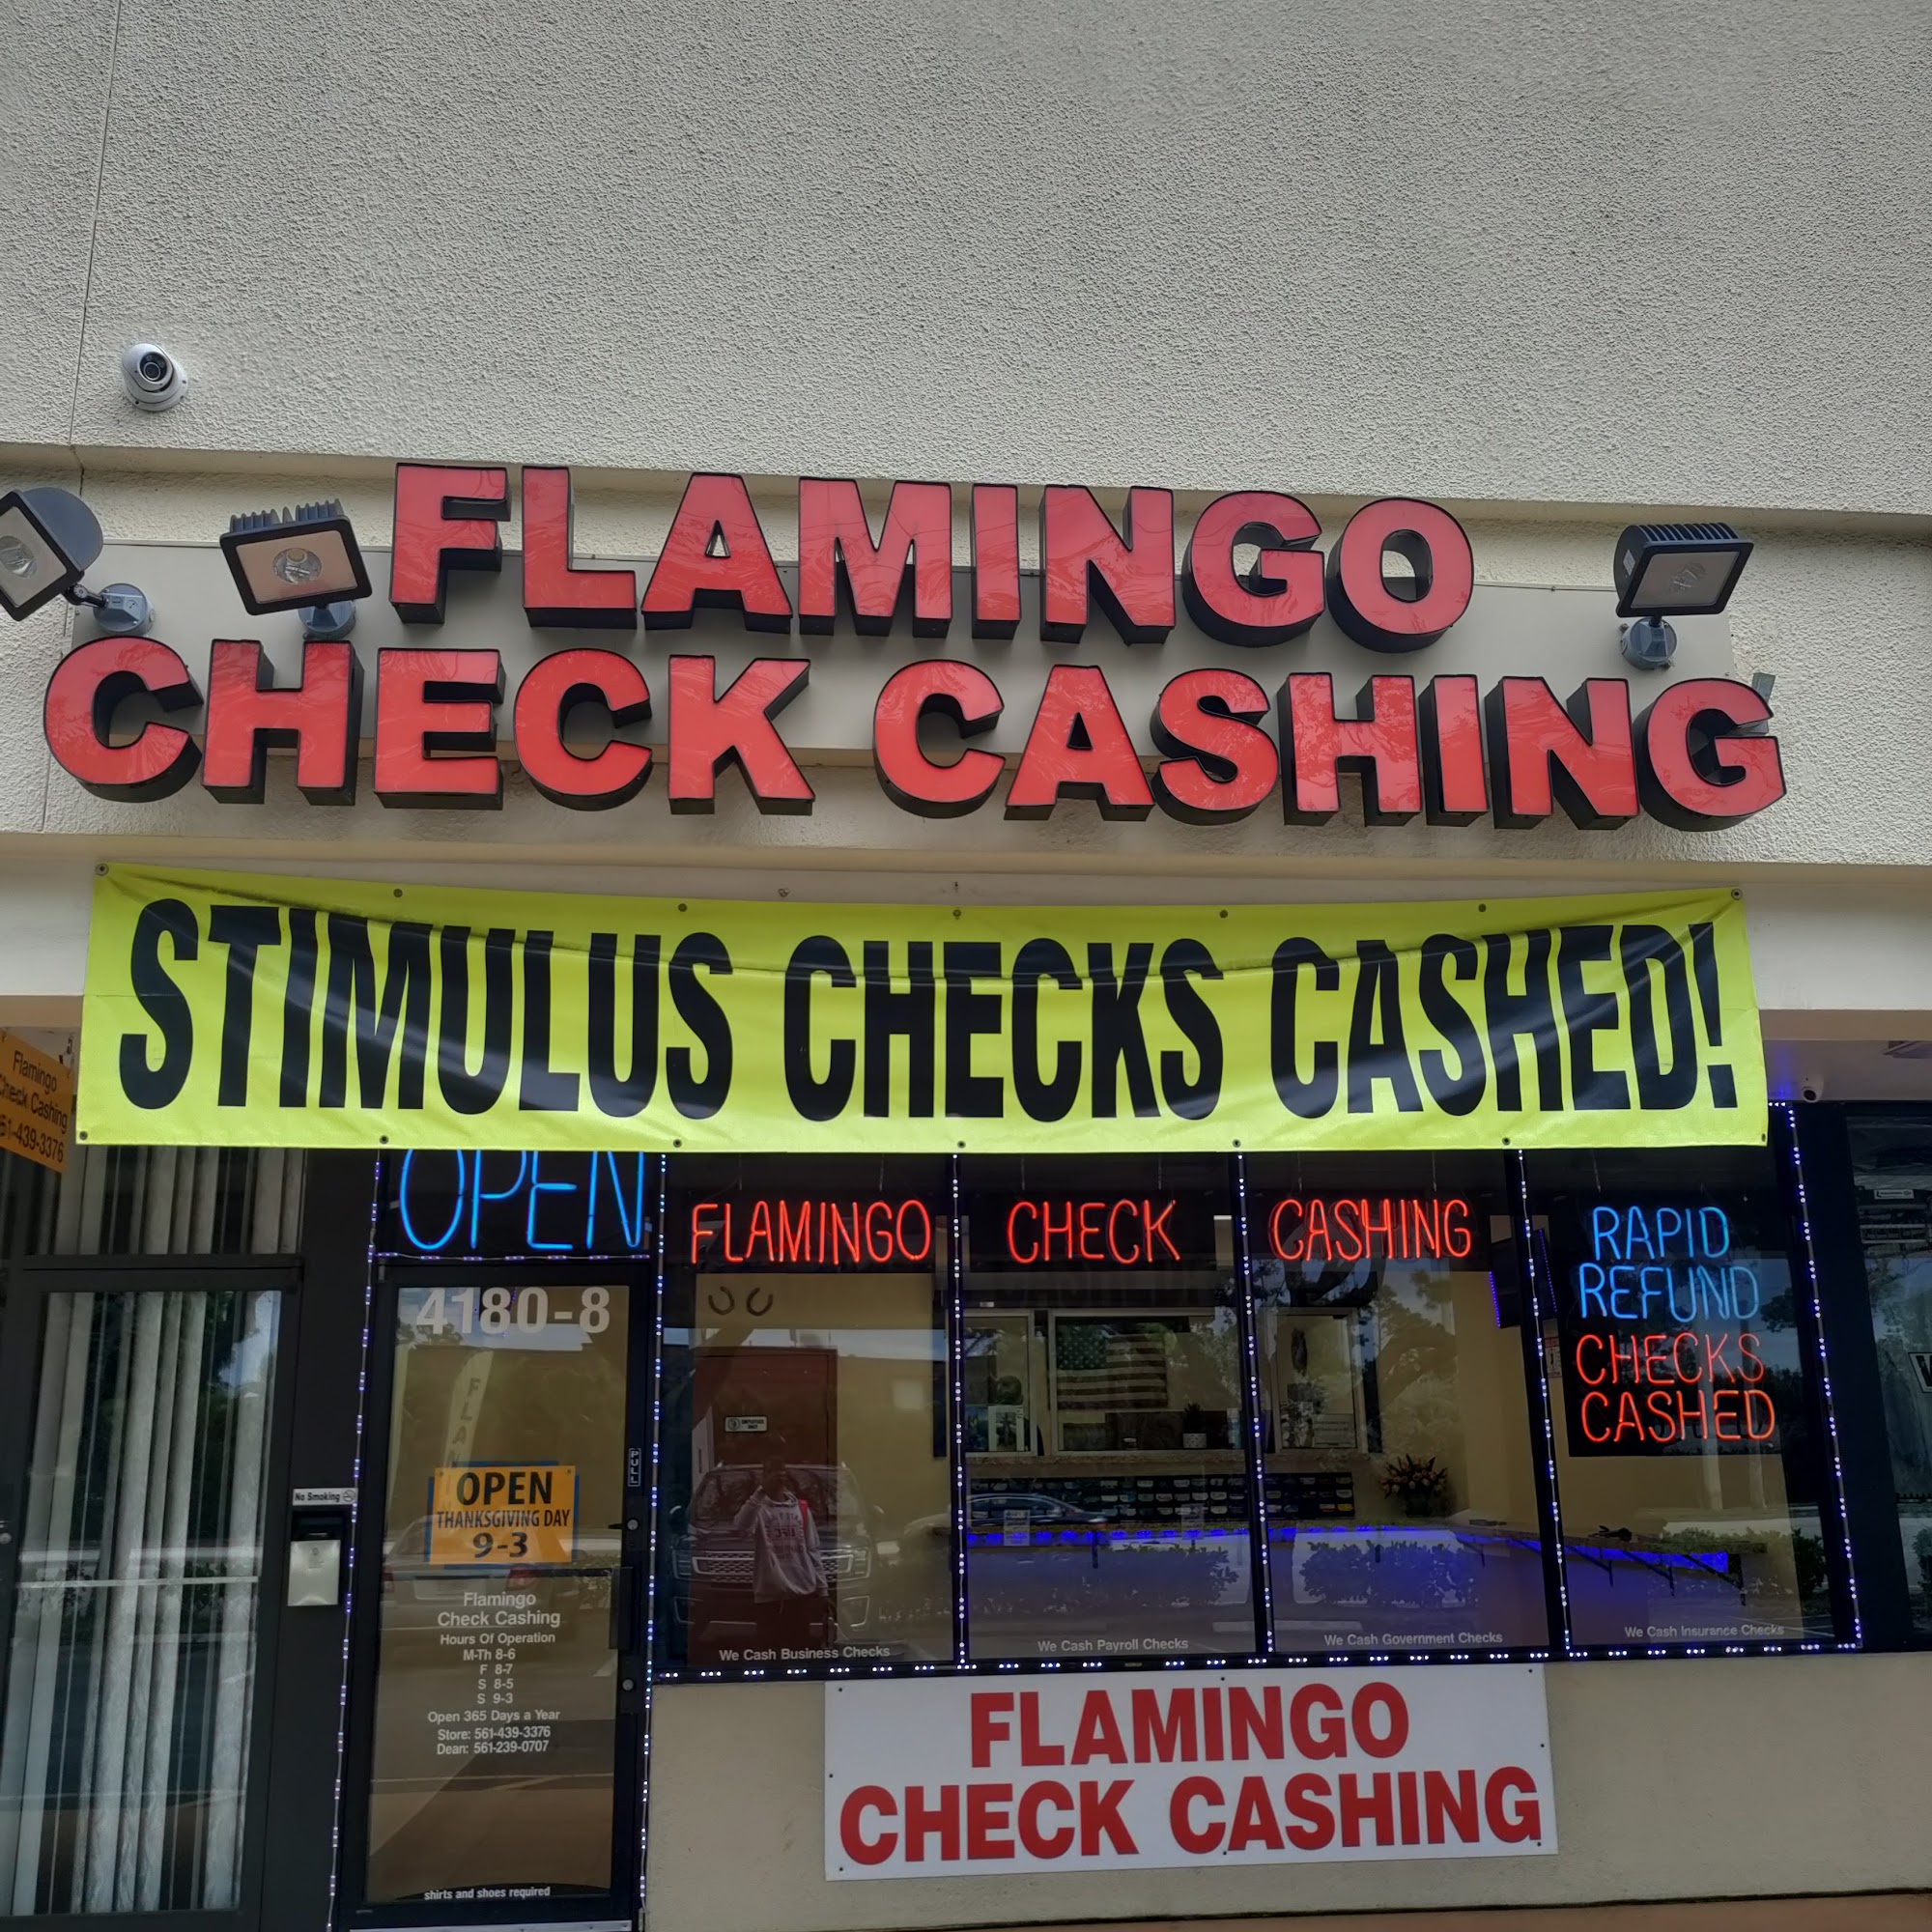 FLAMINGO
CHECK CASHING
STIMULUS CHECKS CASHED!
Flamingo
Check Cashing
561-439-3376
OPEN
FLAMINGO CHECK CASHING
RAPID
REFUND
CHECKS
CASHED
4180-8
PULL
OPEN
THANKSGIVING DAY
9-3
No Smoking
Flamingo
Check Cashing
Hours Of Operation
M-Th 8-6
F 8-7
S 8-5
S 9-3
Open 365 Days a Year
Store: 561-439-3376
Dean: 561-239-0707
shirts and shoes required
We Cash Business Checks
We Cash Payroll Checks
We Cash Government Checks
We Cash Insurance Checks
FLAMINGO
CHECK CASHING